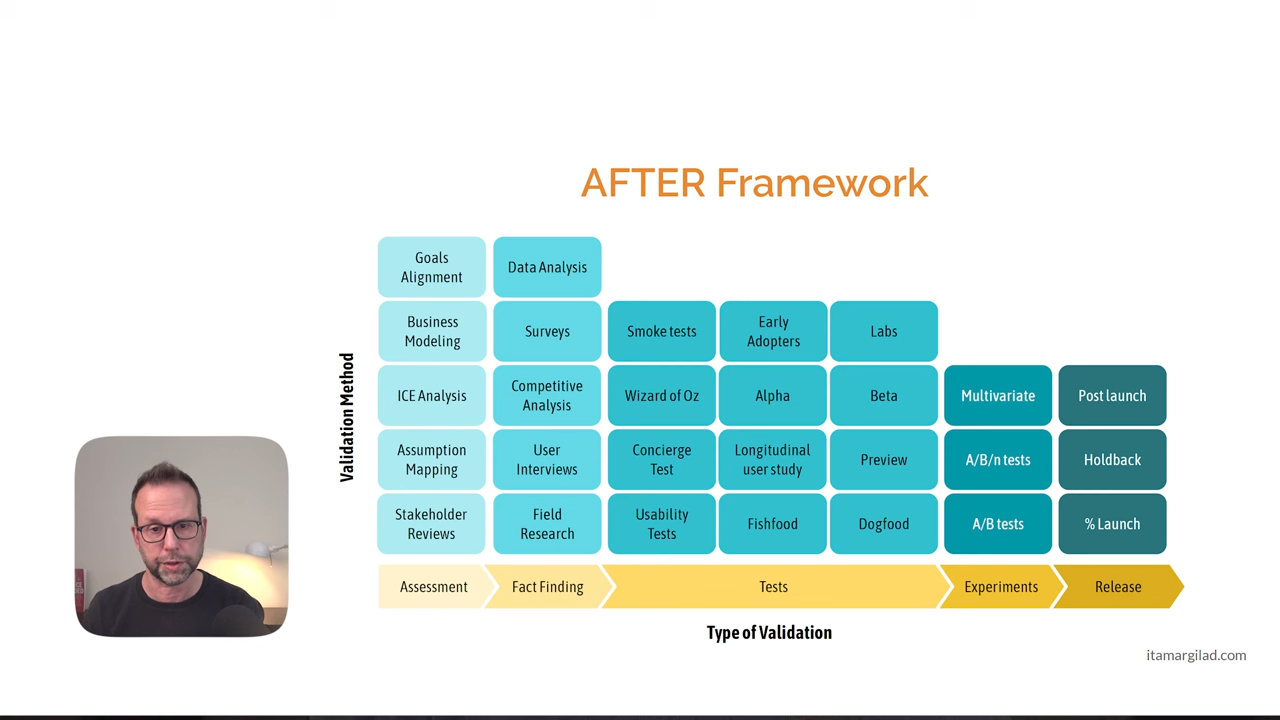 AFTER Framework
Goals
Alignment
Data Analysis
Business
Modeling
Surveys
Smoke tests
Early
Adopters
Labs
ICE Analysis
Competitive
Analysis
Wizard of Oz
Alpha
Beta
Multivariate
Post launch
Assumption
Mapping
User
Interviews
Concierge
Test
Longitudinal
user study
Preview
A/B/n tests
Holdback
Stakeholder
Reviews
Field
Research
Usability
Tests
Fishfood
Dogfood
A/B tests
% Launch
Validation Method
Assessment
Fact Finding
Tests
Experiments
Release
Type of Validation
itamargilad.com